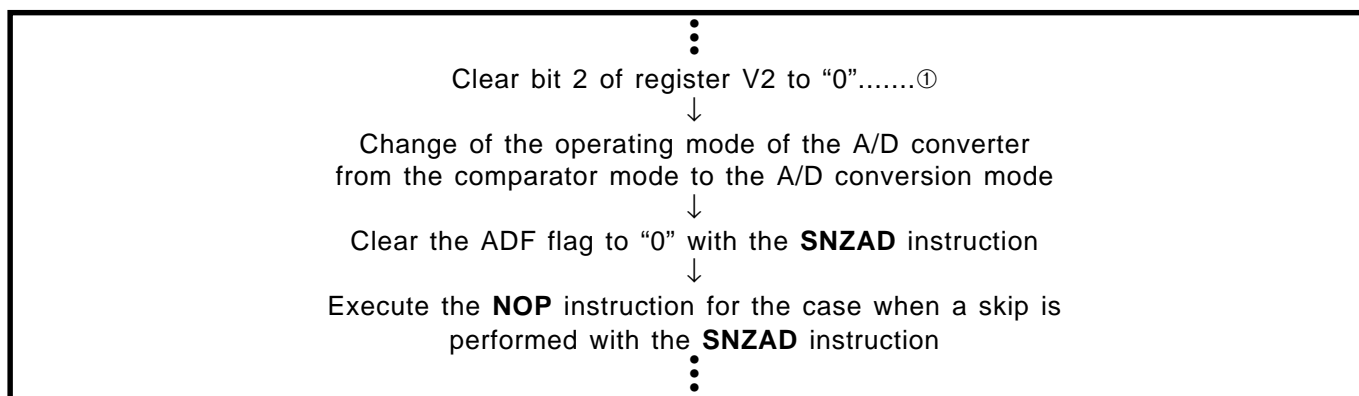 Clear bit 2 of register V2 to “0”.......①
↓
Change of the operating mode of the A/D converter
from the comparator mode to the A/D conversion mode
↓
Clear the ADF flag to “0” with the SNZAD instruction
↓
Execute the NOP instruction for the case when a skip is
performed with the SNZAD instruction